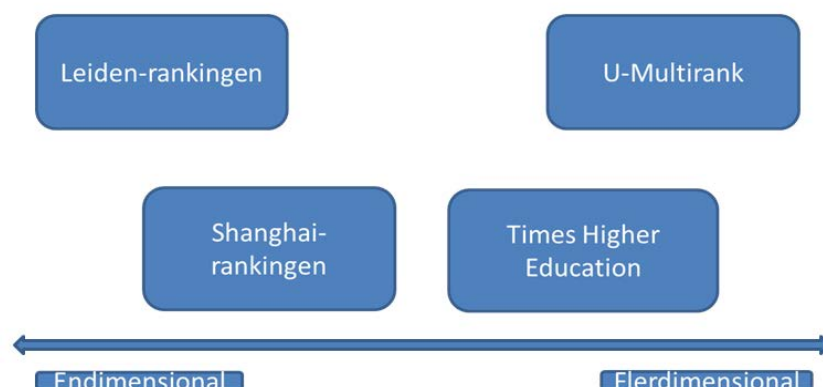 Leiden-rankingen
U-Multirank
Shanghai-
rankingen
Times Higher
Education
Endimensional
Flerdimensional